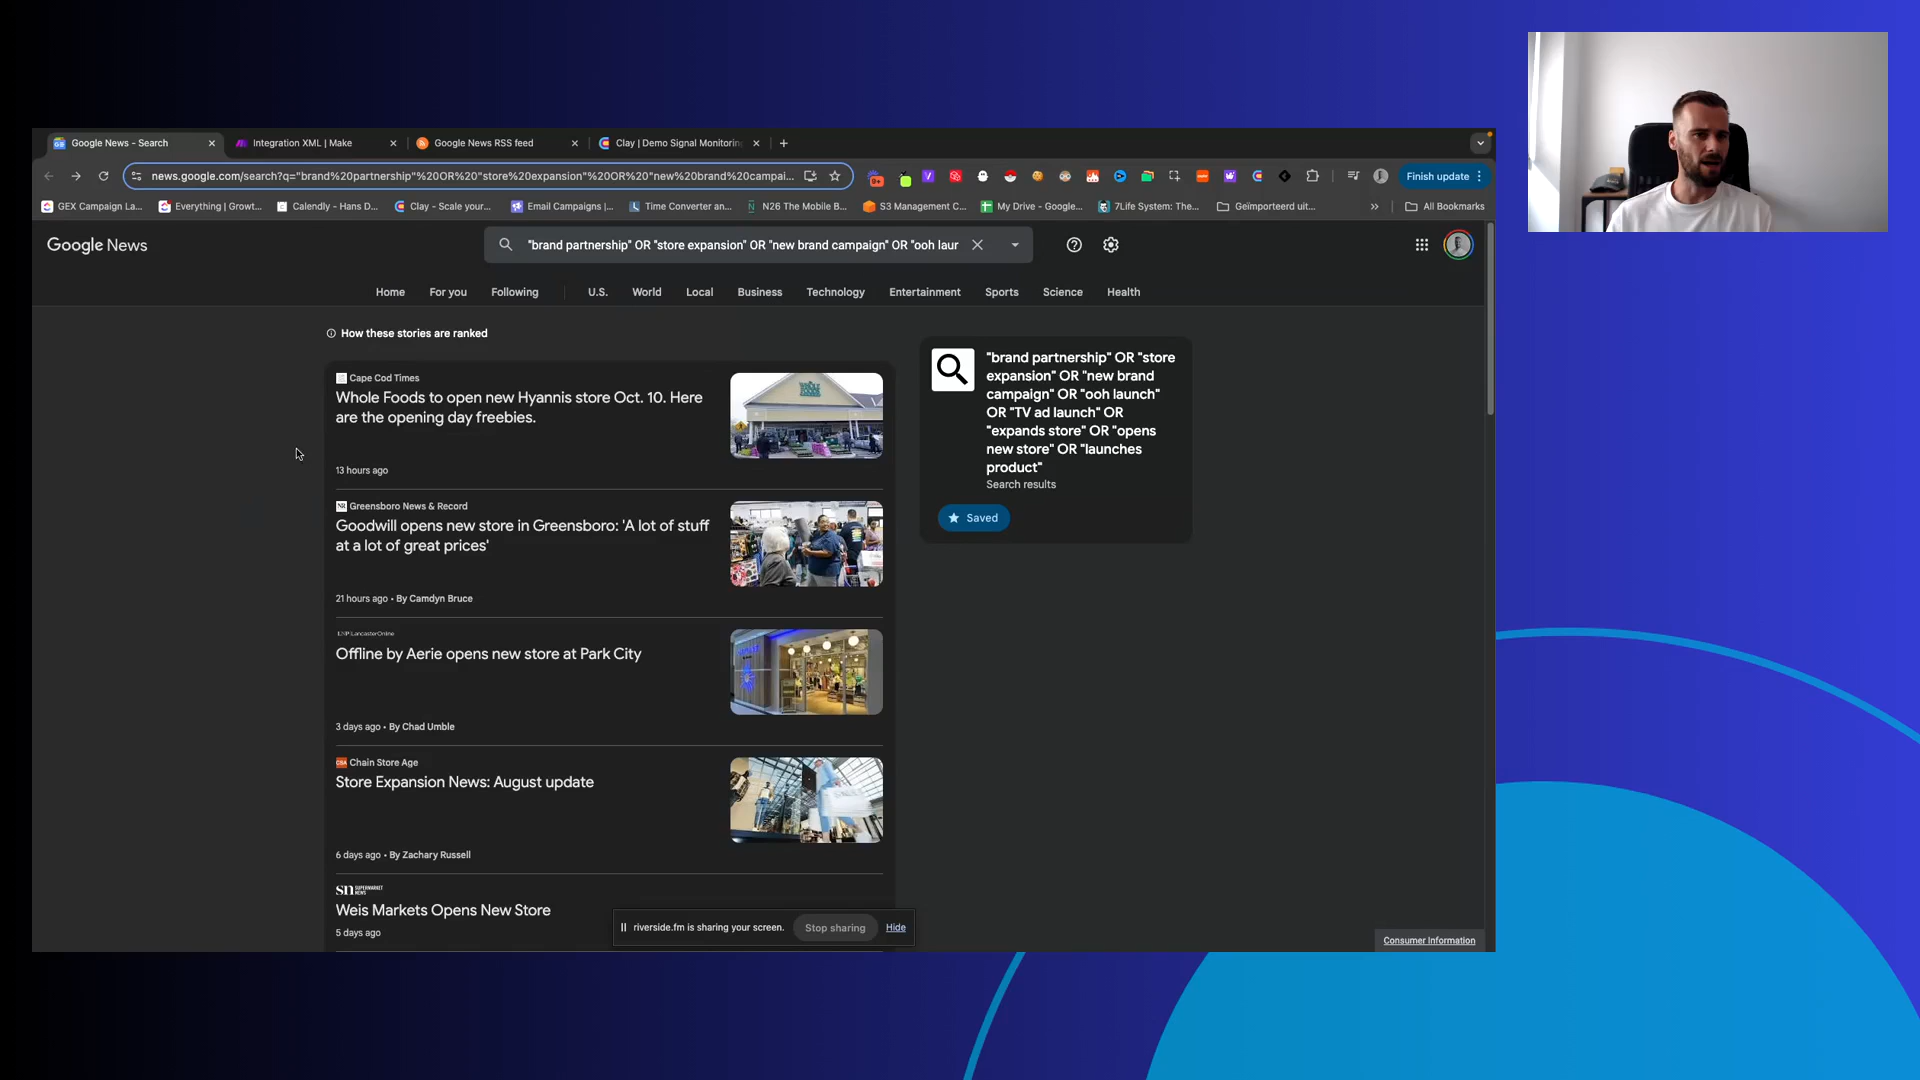 Google News - Search
Integration XML | Make
Google News RSS feed
Clay | Demo Signal Monitoring
news.google.com/search?q="brand%20partnership"%20OR%20"store%20expansion"%20OR%20"new%20brand%20campai...
Finish update
GEX Campaign La...
Everything | Growt...
Calendly - Hans D...
Clay - Scale your...
Email Campaigns |...
Time Converter an...
N26 The Mobile B...
S3 Management C...
My Drive - Google...
7Life System: The...
Geïmporteerd uit...
All Bookmarks
Google News
"brand partnership" OR "store expansion" OR "new brand campaign" OR "ooh laur
Home
For you
Following
U.S.
World
Local
Business
Technology
Entertainment
Sports
Science
Health
How these stories are ranked
Cape Cod Times
Whole Foods to open new Hyannis store Oct. 10. Here
are the opening day freebies.
13 hours ago
Greensboro News & Record
Goodwill opens new store in Greensboro: 'A lot of stuff
at a lot of great prices'
21 hours ago • By Camdyn Bruce
LNP LancasterOnline
Offline by Aerie opens new store at Park City
3 days ago • By Chad Umble
CSA Chain Store Age
Store Expansion News: August update
6 days ago • By Zachary Russell
SN SUPERMARKET
NEWS
Weis Markets Opens New Store
5 days ago
"brand partnership" OR "store
expansion" OR "new brand
campaign" OR "ooh launch"
OR "TV ad launch" OR
"expands store" OR "opens
new store" OR "launches
product"
Search results
Saved
riverside.fm is sharing your screen.
Stop sharing
Hide
Consumer Information